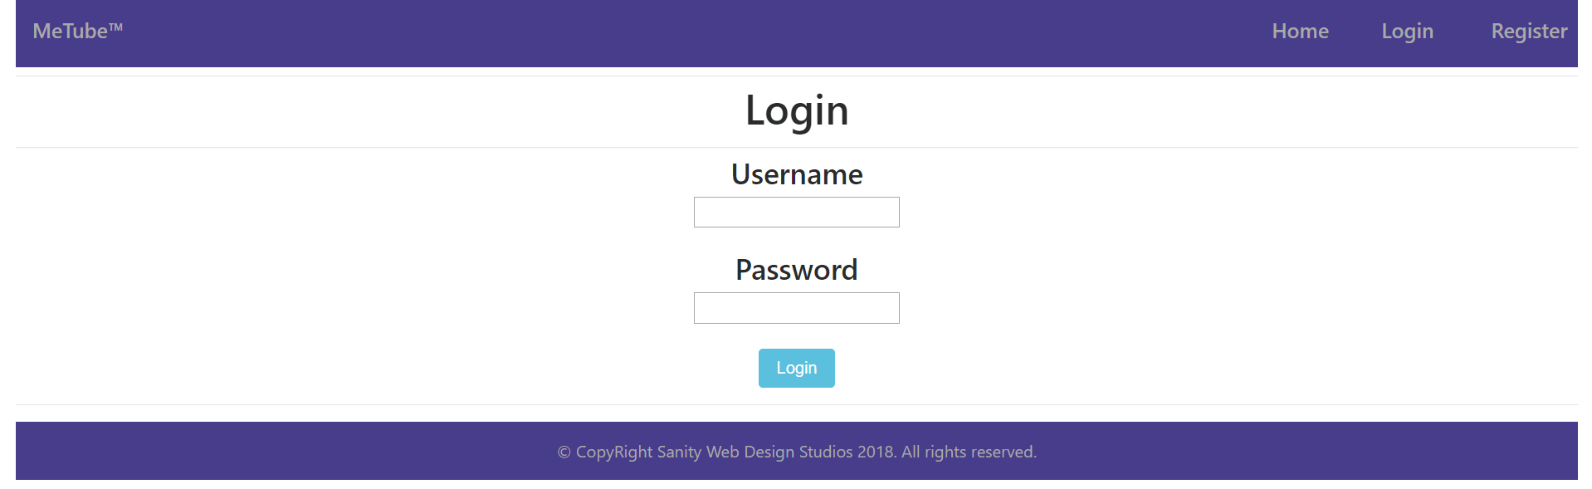 MeTube™ Home Login Register
Login
Username
Password
Login
© CopyRight Sanity Web Design Studios 2018. All rights reserved.